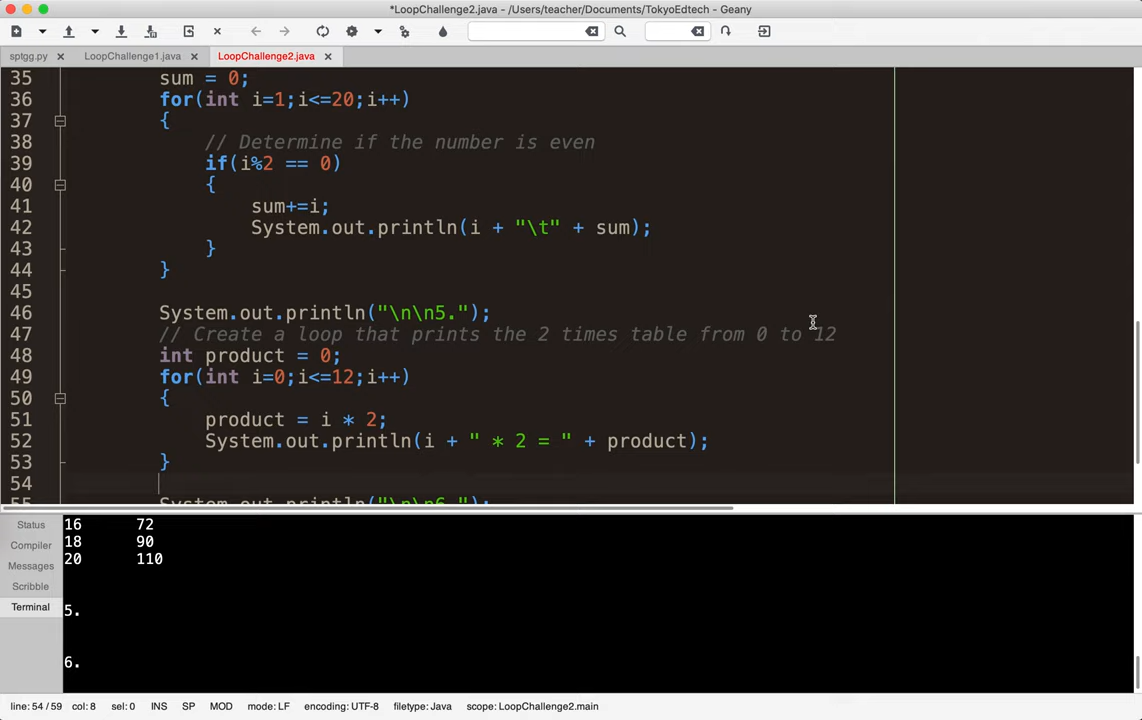 *LoopChallenge2.java - /Users/teacher/Documents/TokyoEdtech - Geany
sptgg.py LoopChallenge1.java LoopChallenge2.java
35 sum = 0;
36 for(int i=1;i<=20;i++)
37 {
38 // Determine if the number is even
39 if(i%2 == 0)
40 {
41 sum+=i;
42 System.out.println(i + "\t" + sum);
43 }
44 }
45
46 System.out.println("\n\n5.");
47 // Create a loop that prints the 2 times table from 0 to 12
48 int product = 0;
49 for(int i=0;i<=12;i++)
50 {
51 product = i * 2;
52 System.out.println(i + " * 2 = " + product);
53 }
54
55 System.out.println("\n\n6.");
Status
Compiler
Messages
Scribble
Terminal
16 72
18 90
20 110
5.
6.
line: 54 / 59 col: 8 sel: 0 INS SP MOD mode: LF encoding: UTF-8 filetype: Java scope: LoopChallenge2.main